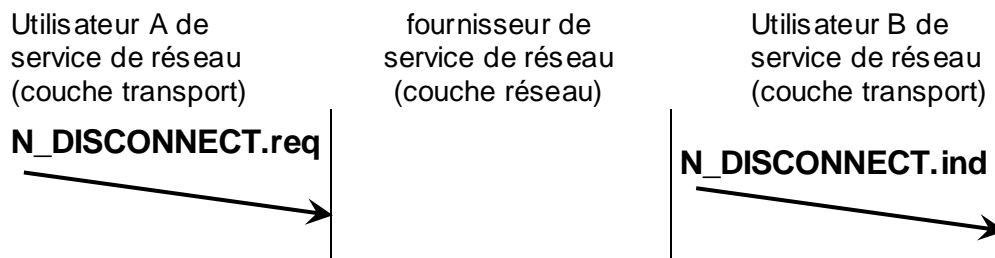 Utilisateur A de
service de réseau
(couche transport)
fournisseur de
service de réseau
(couche réseau)
Utilisateur B de
service de réseau
(couche transport)
N_DISCONNECT.req
N_DISCONNECT.ind